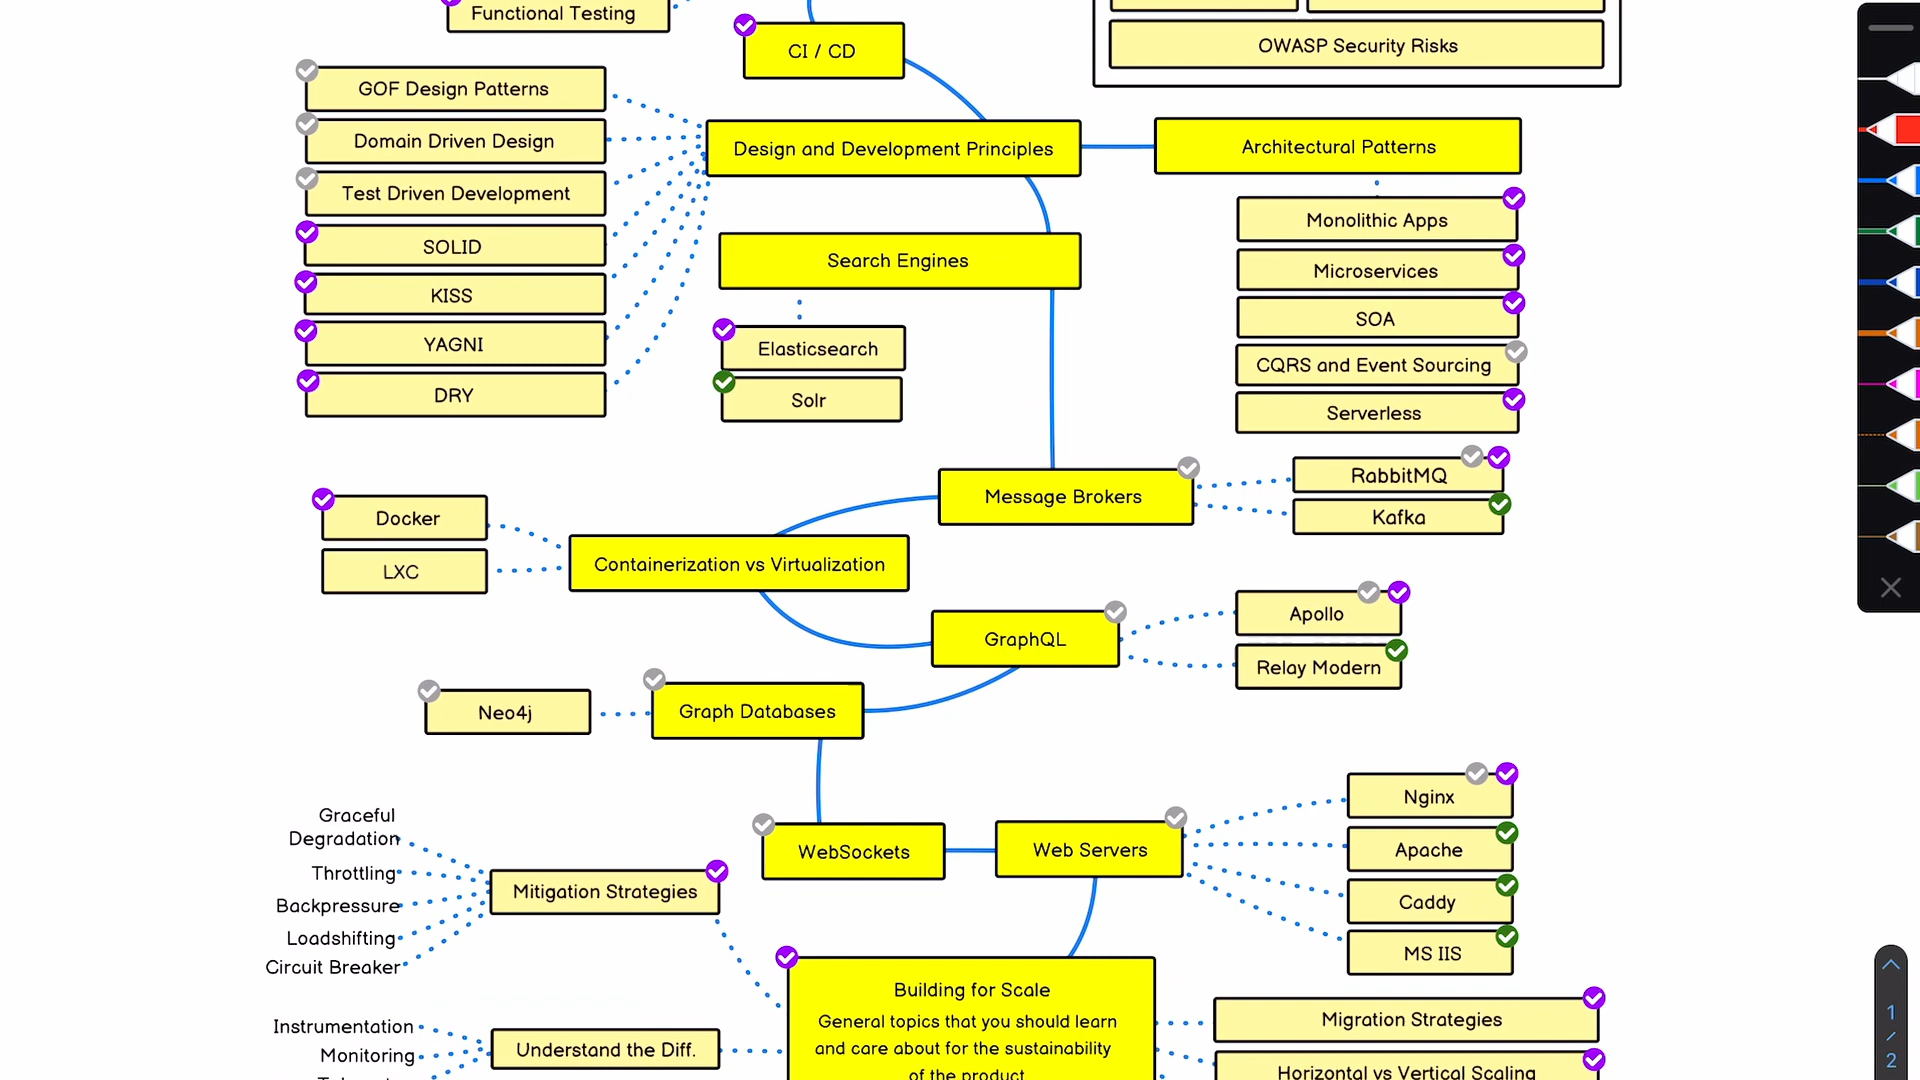 Functional Testing
CI / CD
OWASP Security Risks
GOF Design Patterns
Domain Driven Design
Test Driven Development
SOLID
KISS
YAGNI
DRY
Design and Development Principles
Architectural Patterns
Search Engines
Elasticsearch
Solr
Monolithic Apps
Microservices
SOA
CQRS and Event Sourcing
Serverless
Message Brokers
RabbitMQ
Kafka
Docker
LXC
Containerization vs Virtualization
GraphQL
Apollo
Relay Modern
Neo4j
Graph Databases
WebSockets
Web Servers
Nginx
Apache
Caddy
MS IIS
Graceful
Degradation
Throttling
Backpressure
Loadshifting
Circuit Breaker
Mitigation Strategies
Building for Scale
General topics that you should learn
and care about for the sustainability
of the product
Instrumentation
Monitoring
Understand the Diff.
Migration Strategies
Horizontal vs Vertical Scaling
1
/
2